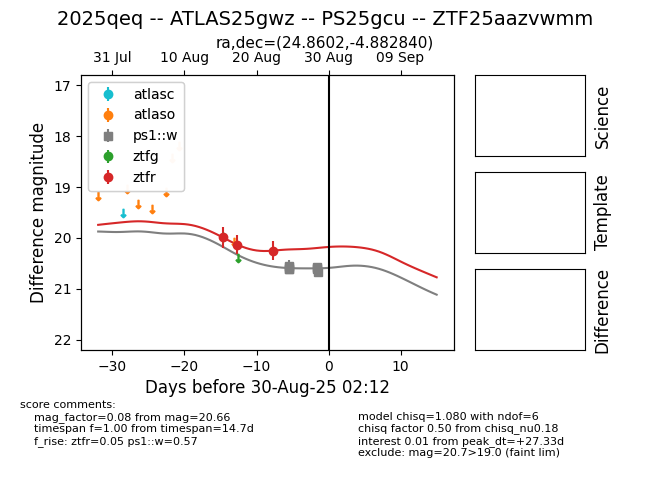 2025qeq -- ATLAS25gwz -- PS25gcu -- ZTF25aazvwmm
ra,dec=(24.8602,-4.882840)
31 Jul 10 Aug 20 Aug 30 Aug 09 Sep
17
18
19
20
21
22
Difference magnitude
atlasc
atlaso
ps1::w
ztfg
ztfr
−30 −20 −10 0 10
Days before 30-Aug-25 02:12
Science
Template
Difference
score comments:
mag_factor=0.08 from mag=20.66
timespan f=1.00 from timespan=14.7d
f_rise: ztfr=0.05 ps1::w=0.57
model chisq=1.080 with ndof=6
chisq factor 0.50 from chisq_nu0.18
interest 0.01 from peak_dt=+27.33d
exclude: mag=20.7>19.0 (faint lim)